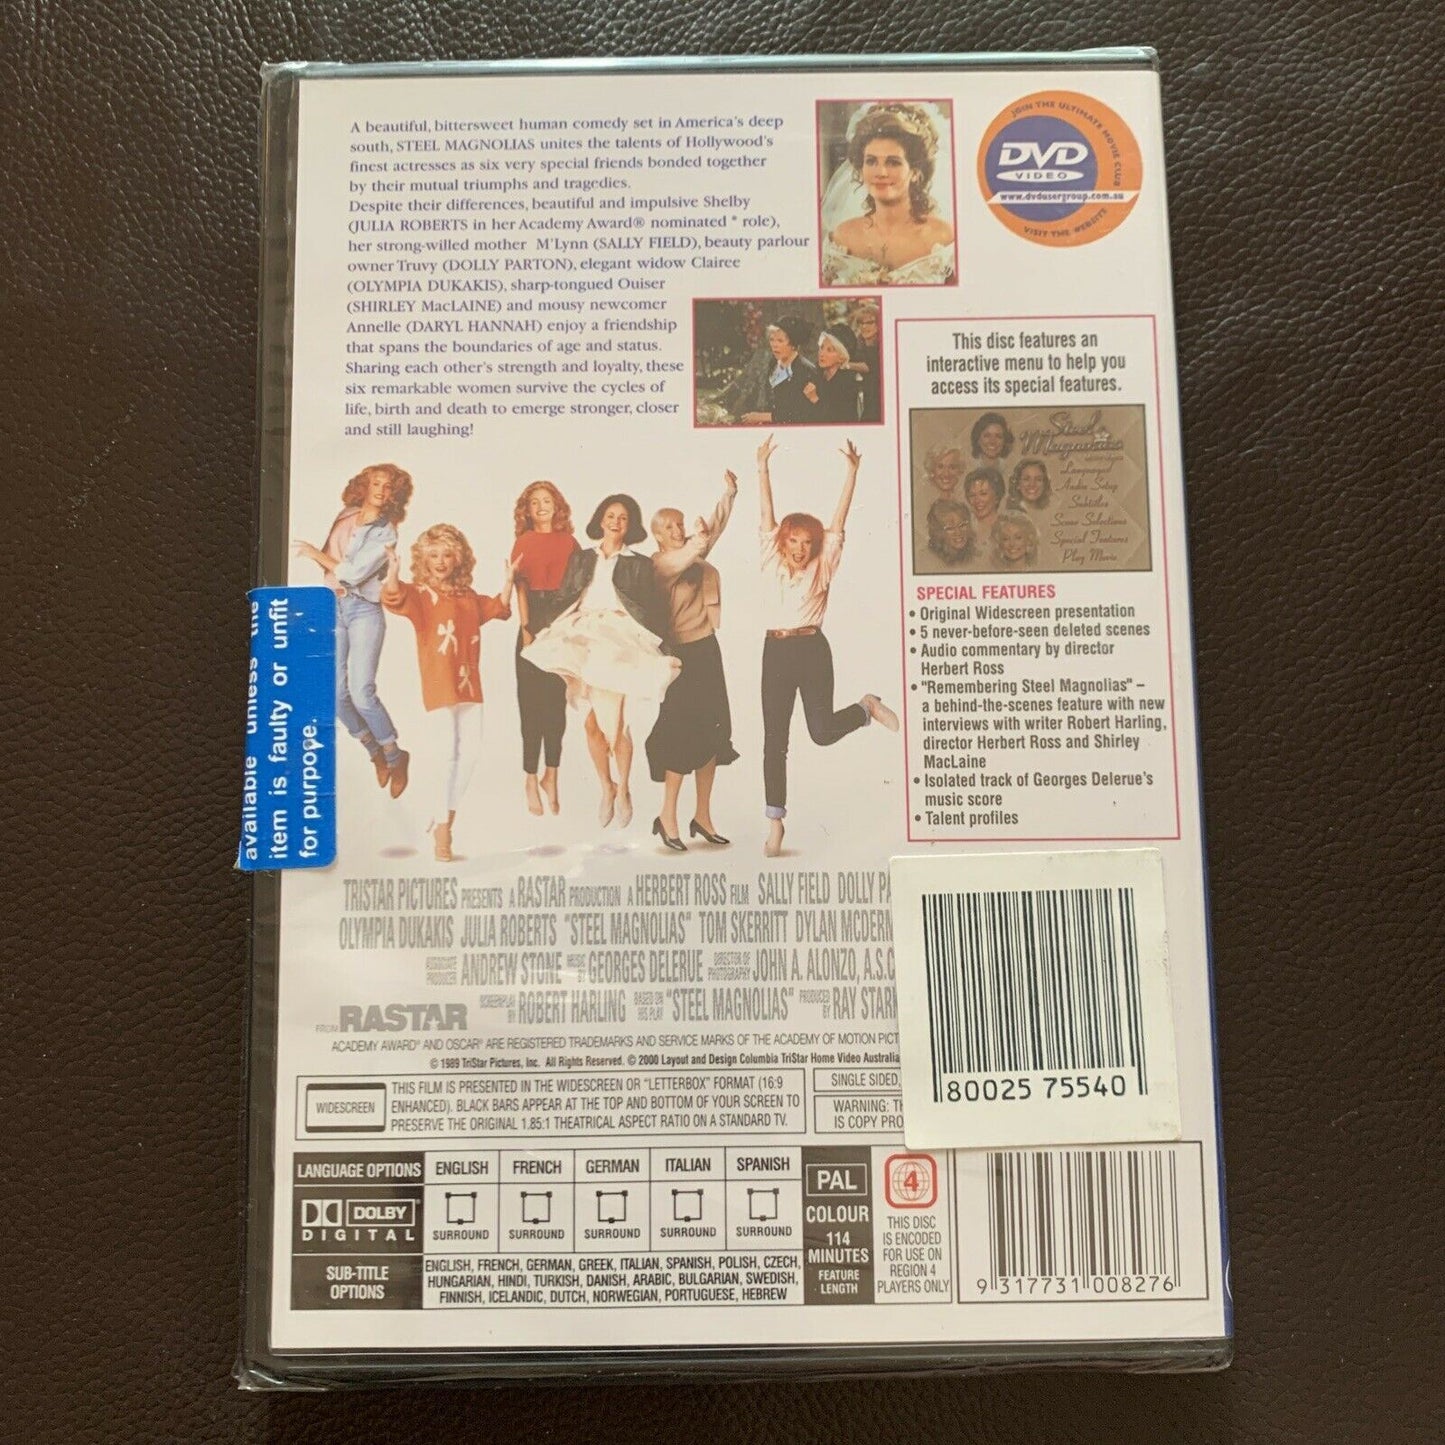 A beautiful, bittersweet human comedy set in America's deep
south, STEEL MAGNOLIAS unites the talents of Hollywood's
finest actresses as six very special friends bonded together
by their mutual triumphs and tragedies.
Despite their differences, beautiful and impulsive Shelby
(JULIA ROBERTS in her Academy Award® nominated * role),
her strong-willed mother M'Lynn (SALLY FIELD), beauty parlour
owner Truvy (DOLLY PARTON), elegant widow Clairee
(OLYMPIA DUKAKIS), sharp-tongued Ouiser
(SHIRLEY MacLAINE) and mousy newcomer
Annelle (DARYL HANNAH) enjoy a friendship
that spans the boundaries of age and status.
Sharing each other's strength and loyalty, these
six remarkable women survive the cycles of
life, birth and death to emerge stronger, closer
and still laughing!
JOIN THE ULTIMATE MOVIE CLUB
DVD
VIDEO
www.dvdusergroup.com.au
VISIT THE WEBSITE
This disc features an
interactive menu to help you
access its special features.
Steel
Magnolias
Languages
Audio Setup
Subtitles
Scene Selections
Special Features
Play Movie
SPECIAL FEATURES
• Original Widescreen presentation
• 5 never-before-seen deleted scenes
• Audio commentary by director
Herbert Ross
• "Remembering Steel Magnolias" –
a behind-the-scenes feature with new
interviews with writer Robert Harling,
director Herbert Ross and Shirley
MacLaine
• Isolated track of Georges Delerue's
music score
• Talent profiles
available unless the
item is faulty or unfit
for purpose.
TRISTAR PICTURES PRESENTS A RASTAR PRODUCTION A HERBERT ROSS FILM SALLY FIELD DOLLY PA
OLYMPIA DUKAKIS JULIA ROBERTS "STEEL MAGNOLIAS" TOM SKERRITT DYLAN MCDERM
ASSOCIATE PRODUCER ANDREW STONE MUSIC BY GEORGES DELERUE DIRECTOR OF PHOTOGRAPHY JOHN A. ALONZO, A.S.C.
FROM RASTAR SCREENPLAY BY ROBERT HARLING BASED ON HIS PLAY "STEEL MAGNOLIAS" PRODUCED BY RAY STARK
ACADEMY AWARD® AND OSCAR® ARE REGISTERED TRADEMARKS AND SERVICE MARKS OF THE ACADEMY OF MOTION PICT
© 1989 TriStar Pictures, Inc. All Rights Reserved. © 2000 Layout and Design Columbia TriStar Home Video Australia
WIDESCREEN
THIS FILM IS PRESENTED IN THE WIDESCREEN OR "LETTERBOX" FORMAT (16:9
ENHANCED). BLACK BARS APPEAR AT THE TOP AND BOTTOM OF YOUR SCREEN TO
PRESERVE THE ORIGINAL 1.85:1 THEATRICAL ASPECT RATIO ON A STANDARD TV.
SINGLE SIDED,
WARNING: TH
IS COPY PRO
80025 75540
LANGUAGE OPTIONS ENGLISH FRENCH GERMAN ITALIAN SPANISH
DOLBY
DIGITAL
SURROUND SURROUND SURROUND SURROUND SURROUND
SUB-TITLE
OPTIONS
ENGLISH, FRENCH, GERMAN, GREEK, ITALIAN, SPANISH, POLISH, CZECH,
HUNGARIAN, HINDI, TURKISH, DANISH, ARABIC, BULGARIAN, SWEDISH,
FINNISH, ICELANDIC, DUTCH, NORWEGIAN, PORTUGUESE, HEBREW
PAL
COLOUR
114
MINUTES
FEATURE
LENGTH
4
THIS DISC
IS ENCODED
FOR USE ON
REGION 4
PLAYERS ONLY
9 317731 008276